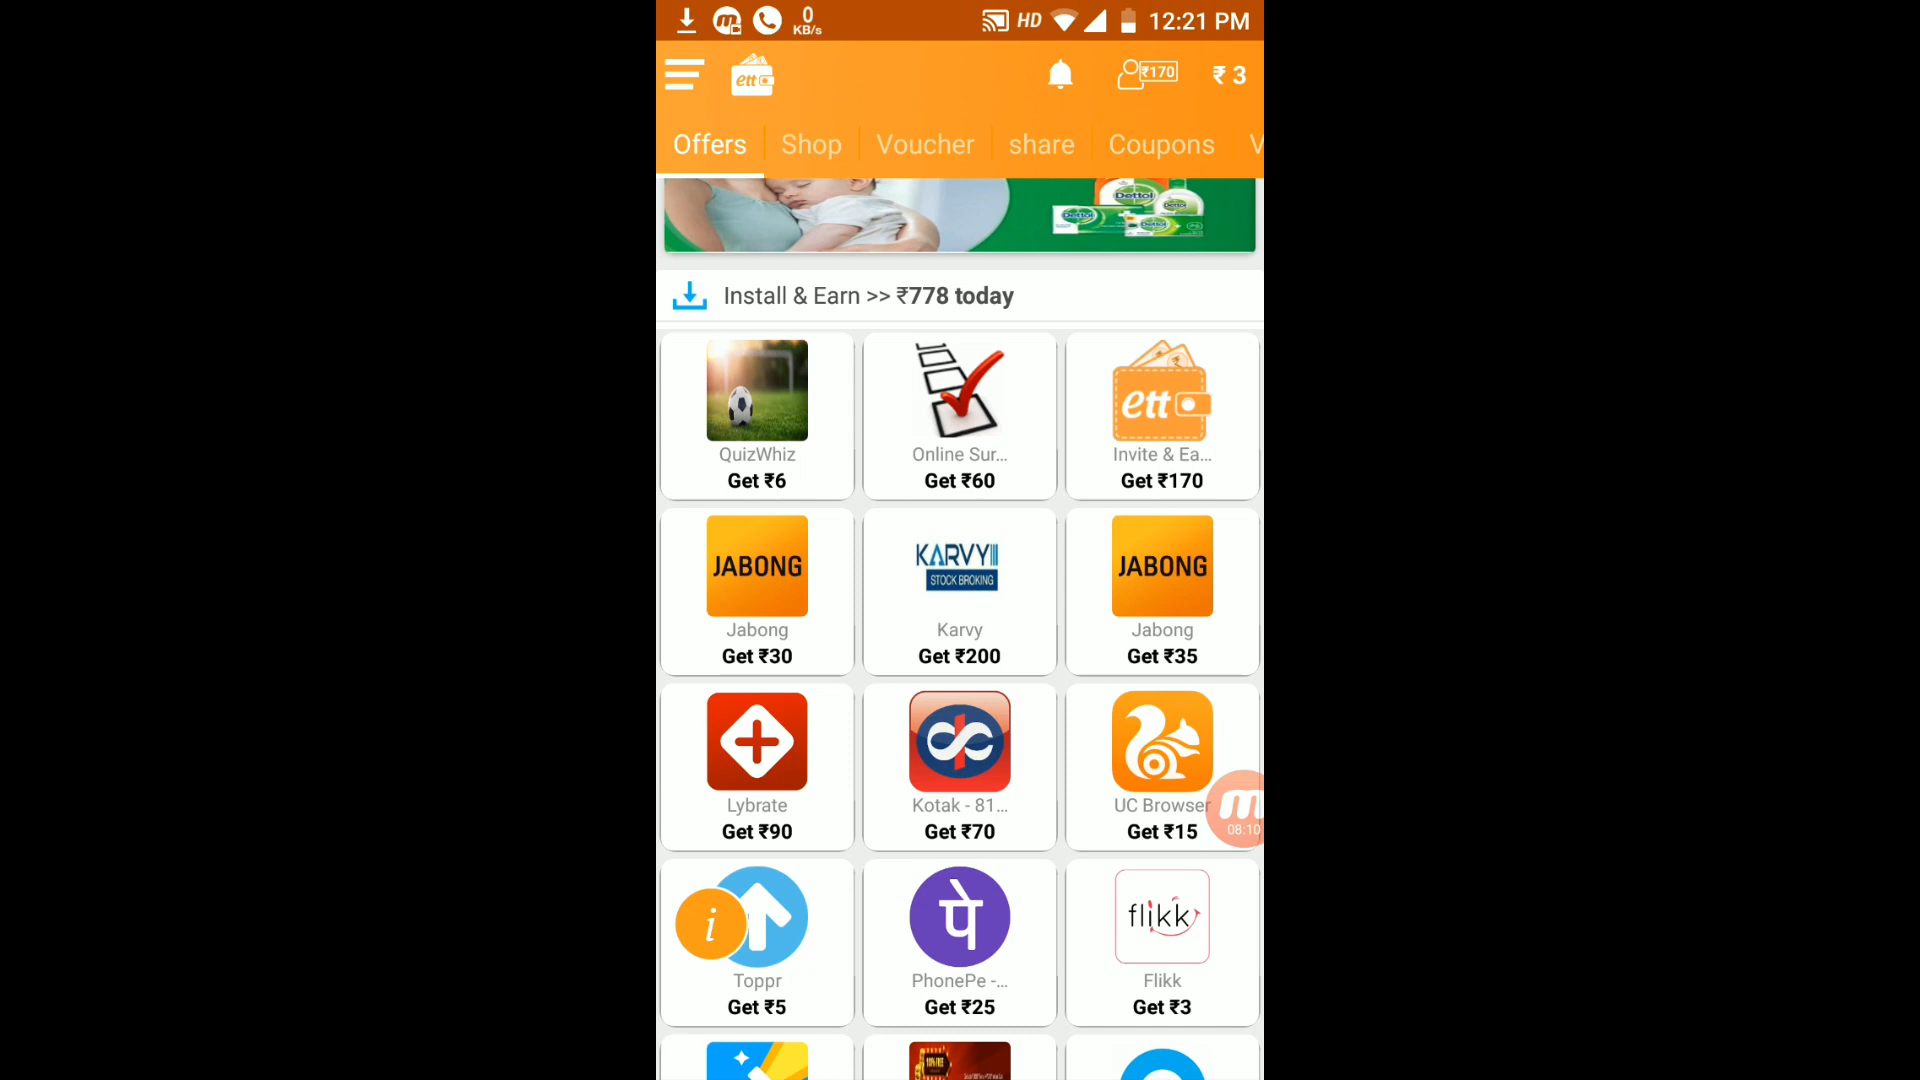 0
KB/s
HD
12:21 PM
ett
₹170
₹ 3
Offers
Shop
Voucher
share
Coupons
V
Dettol
Dettol
Dettol
Dettol
Install & Earn >> ₹778 today
QuizWhiz
Get ₹6
Online Sur...
Get ₹60
ett
Invite & Ea...
Get ₹170
JABONG
Jabong
Get ₹30
KARVY
STOCK BROKING
Karvy
Get ₹200
JABONG
Jabong
Get ₹35
Lybrate
Get ₹90
Kotak - 81...
Get ₹70
UC Browser
Get ₹15
m
08:10
i
Toppr
Get ₹5
पे
PhonePe -...
Get ₹25
flikk
Flikk
Get ₹3